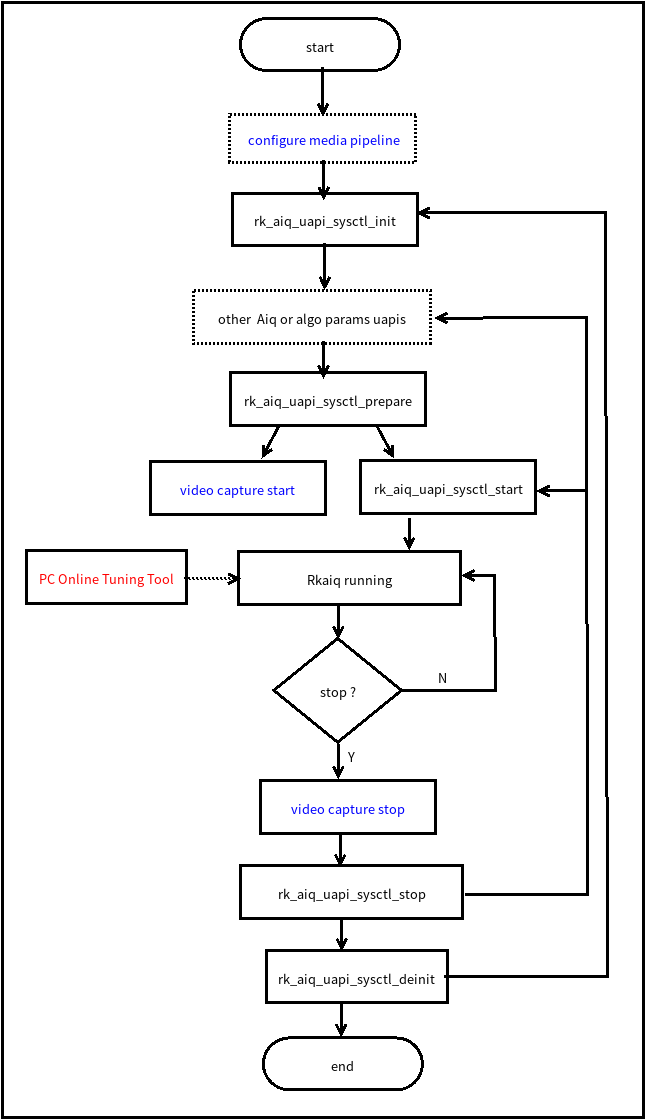 start
configure media pipeline
rk_aiq_uapi_sysctl_init
other  Aiq or algo params uapis
rk_aiq_uapi_sysctl_prepare
video capture start
rk_aiq_uapi_sysctl_start
PC Online Tuning Tool
Rkaiq running
stop ?
N
Y
video capture stop
rk_aiq_uapi_sysctl_stop
rk_aiq_uapi_sysctl_deinit
end